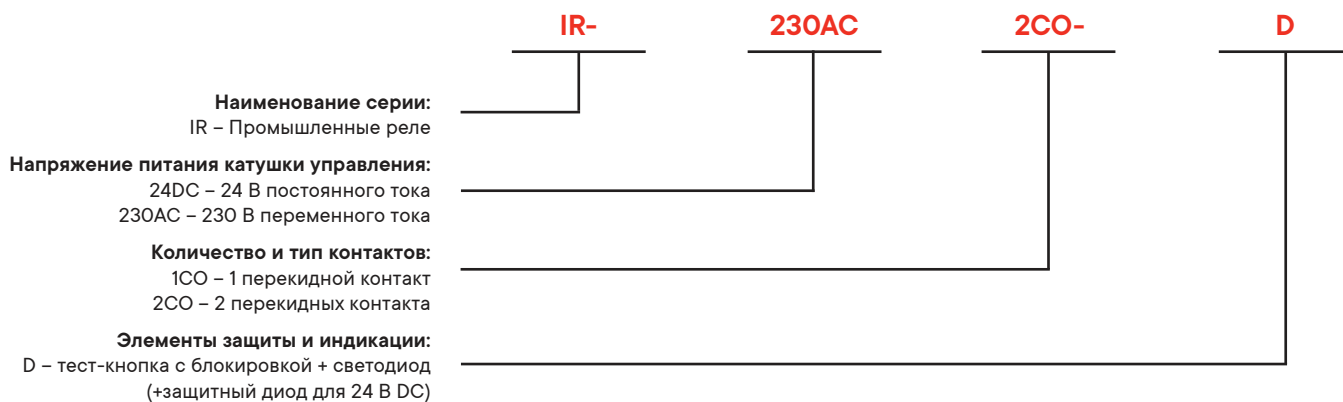 IR- 230AC 2CO- D
Наименование серии:
IR – Промышленные реле
Напряжение питания катушки управления:
24DC – 24 В постоянного тока
230AC – 230 В переменного тока
Количество и тип контактов:
1CO – 1 перекидной контакт
2CO – 2 перекидных контакта
Элементы защиты и индикации:
D – тест-кнопка с блокировкой + светодиод
(+защитный диод для 24 В DC)